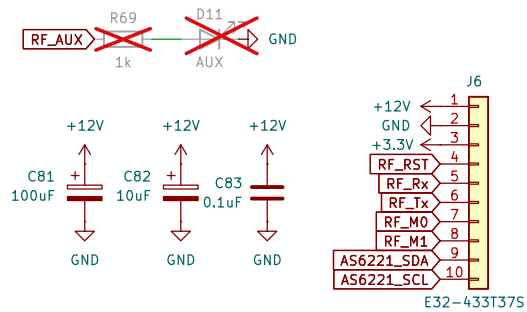 R69
D11
RF_AUX
GND
1k
AUX
J6
+12V
1
GND
2
+3.3V
3
RF_RST
4
RF_Rx
5
RF_Tx
6
RF_M0
7
RF_M1
8
AS6221_SDA
9
AS6221_SCL
10
E32-433T37S
+12V
+12V
+12V
+
C81
100uF
+
C82
10uF
C83
0.1uF
GND
GND
GND